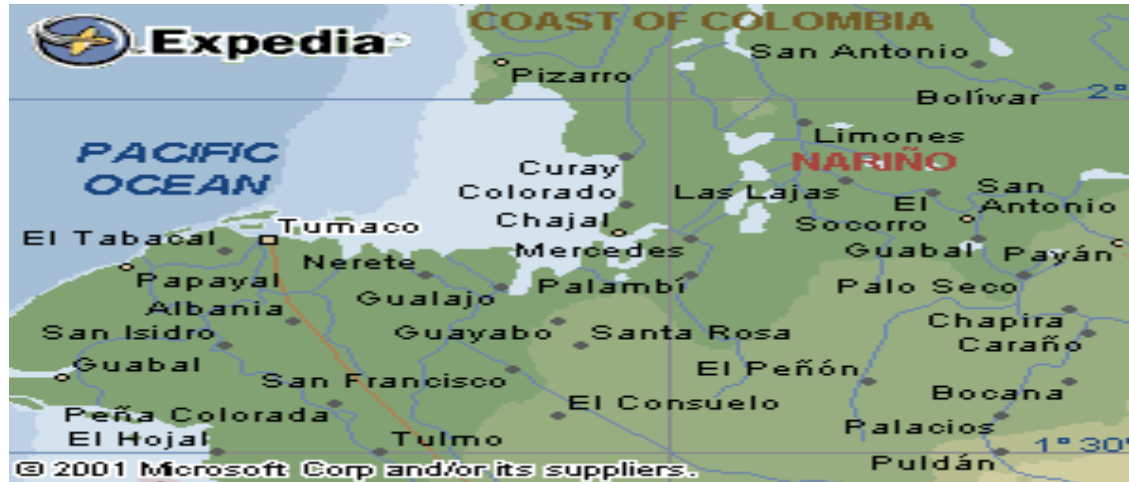 Expedia
COAST OF COLOMBIA
San Antonio
Pizarro
Bolívar
2°
PACIFIC
OCEAN
Limones
NARIÑO
Curay
Colorado
Las Lajas
San
Antonio
El
Guabal
Tumaco
Chajal
Socorro
El Tabacal
Mercedes
Payán
Nerete
Papayal
Gualajo
Palambí
Palo Seco
Albania
San Isidro
Guayabo
Santa Rosa
Chapira
Caraño
Guabal
San Francisco
El Peñón
Bocana
Peña Colorada
El Consuelo
Palacios
El Hojal
Tulmo
1° 30'
Puldán
© 2001 Microsoft Corp and/or its suppliers.